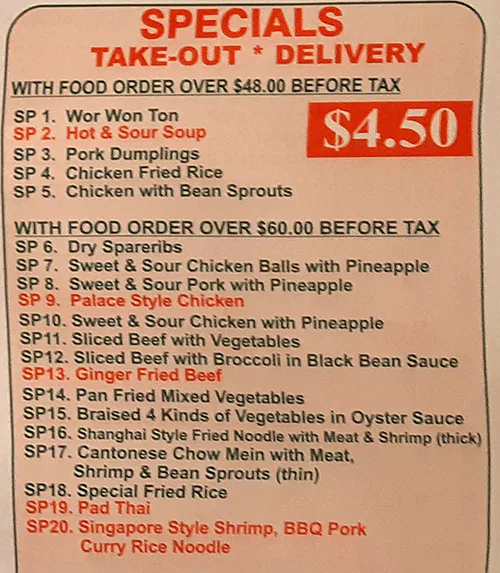 SPECIALS
TAKE-OUT * DELIVERY
WITH FOOD ORDER OVER $48.00 BEFORE TAX
$4.50
SP 1. Wor Won Ton
SP 2. Hot & Sour Soup
SP 3. Pork Dumplings
SP 4. Chicken Fried Rice
SP 5. Chicken with Bean Sprouts
WITH FOOD ORDER OVER $60.00 BEFORE TAX
SP 6. Dry Spareribs
SP 7. Sweet & Sour Chicken Balls with Pineapple
SP 8. Sweet & Sour Pork with Pineapple
SP 9. Palace Style Chicken
SP10. Sweet & Sour Chicken with Pineapple
SP11. Sliced Beef with Vegetables
SP12. Sliced Beef with Broccoli in Black Bean Sauce
SP13. Ginger Fried Beef
SP14. Pan Fried Mixed Vegetables
SP15. Braised 4 Kinds of Vegetables in Oyster Sauce
SP16. Shanghai Style Fried Noodle with Meat & Shrimp (thick)
SP17. Cantonese Chow Mein with Meat,
Shrimp & Bean Sprouts (thin)
SP18. Special Fried Rice
SP19. Pad Thai
SP20. Singapore Style Shrimp, BBQ Pork
Curry Rice Noodle